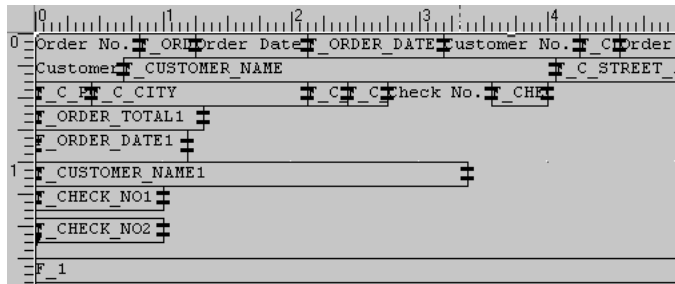 0 1 2 3 4
0 Order No. F_ORD Order Date F_ORDER_DATE Customer No. F_C Order
Customer F_CUSTOMER_NAME F_C_STREET_
F_C_P F_C_CITY F_C F_C Check No. F_CHE
F_ORDER_TOTAL1
F_ORDER_DATE1
1 F_CUSTOMER_NAME1
F_CHECK_NO1
F_CHECK_NO2
F_1